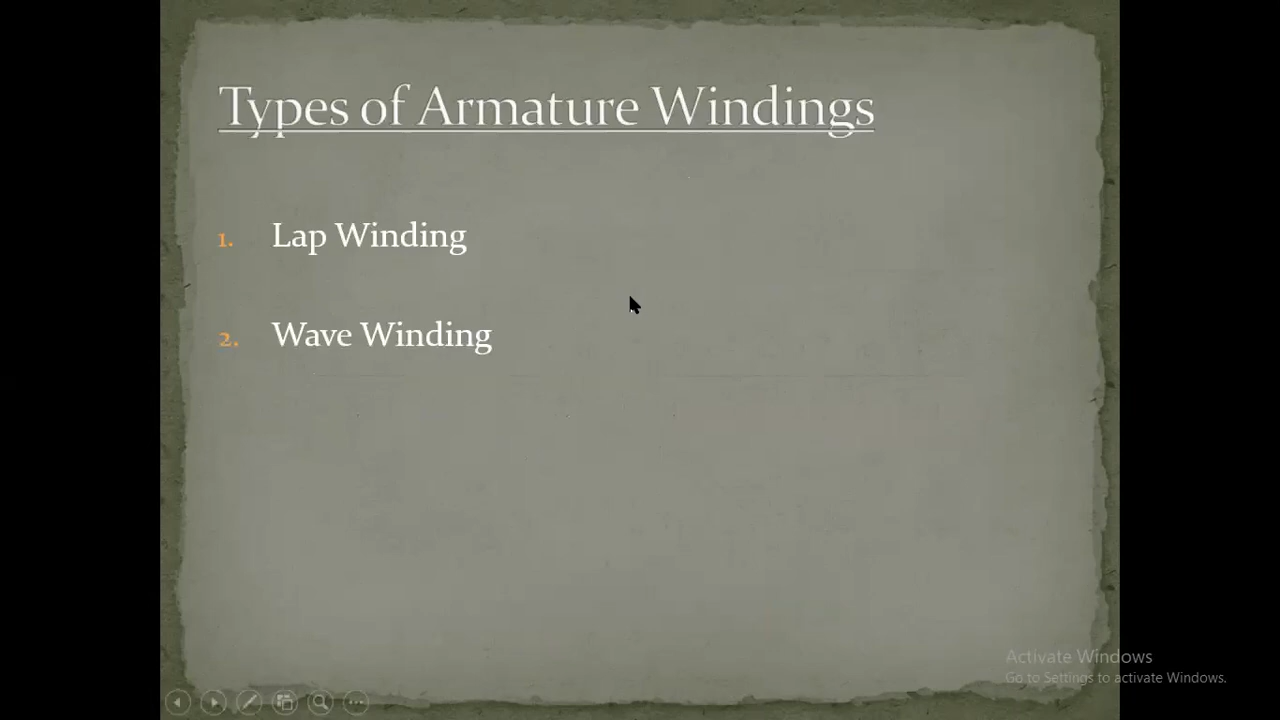 Types of Armature Windings
1. Lap Winding
2. Wave Winding
Activate Windows
Go to Settings to activate Windows.